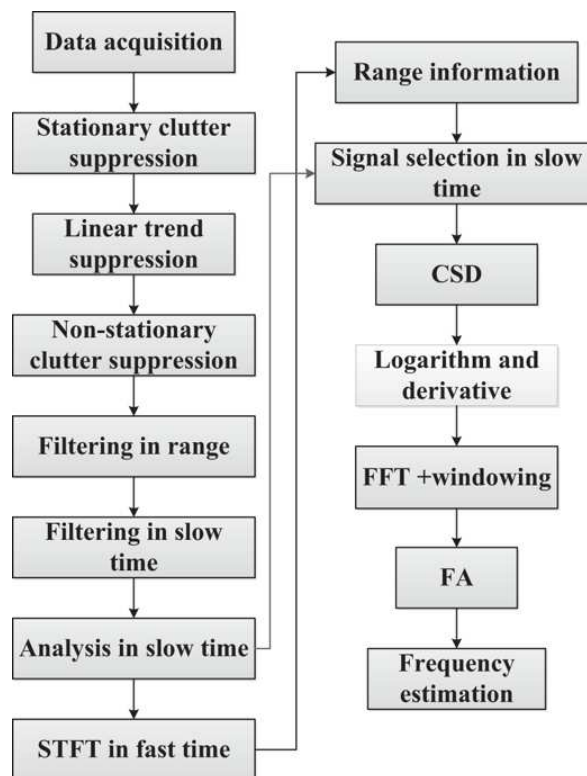 Data acquisition
Stationary clutter
suppression
Linear trend
suppression
Non-stationary
clutter suppression
Filtering in range
Filtering in slow
time
Analysis in slow time
STFT in fast time
Range information
Signal selection in slow
time
CSD
Logarithm and
derivative
FFT +windowing
FA
Frequency
estimation